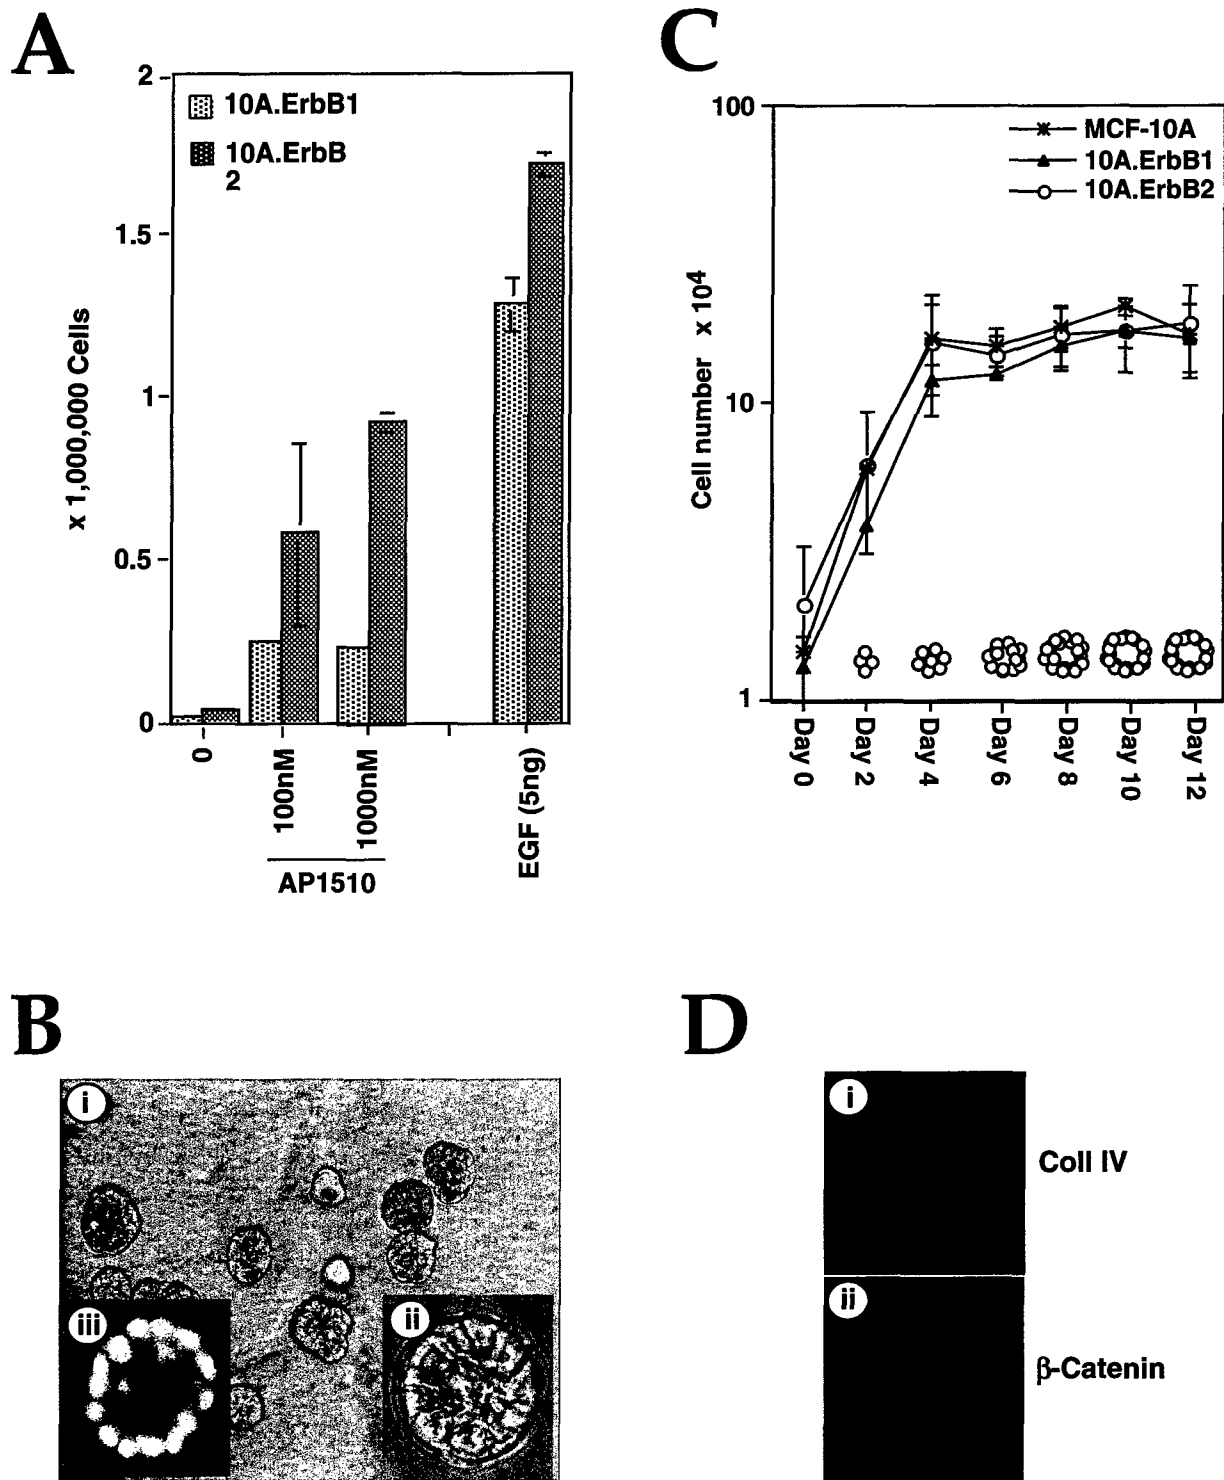 A
2
1.5
1
0.5
0
x 1,000,000 Cells
10A.ErbB1
10A.ErbB
2
0
100nM
1000nM
AP1510
EGF (5ng)
C
100
10
1
Cell number x 10⁴
MCF-10A
10A.ErbB1
10A.ErbB2
Day 0
Day 2
Day 4
Day 6
Day 8
Day 10
Day 12
B
i
iii
ii
D
i
Coll IV
ii
β-Catenin